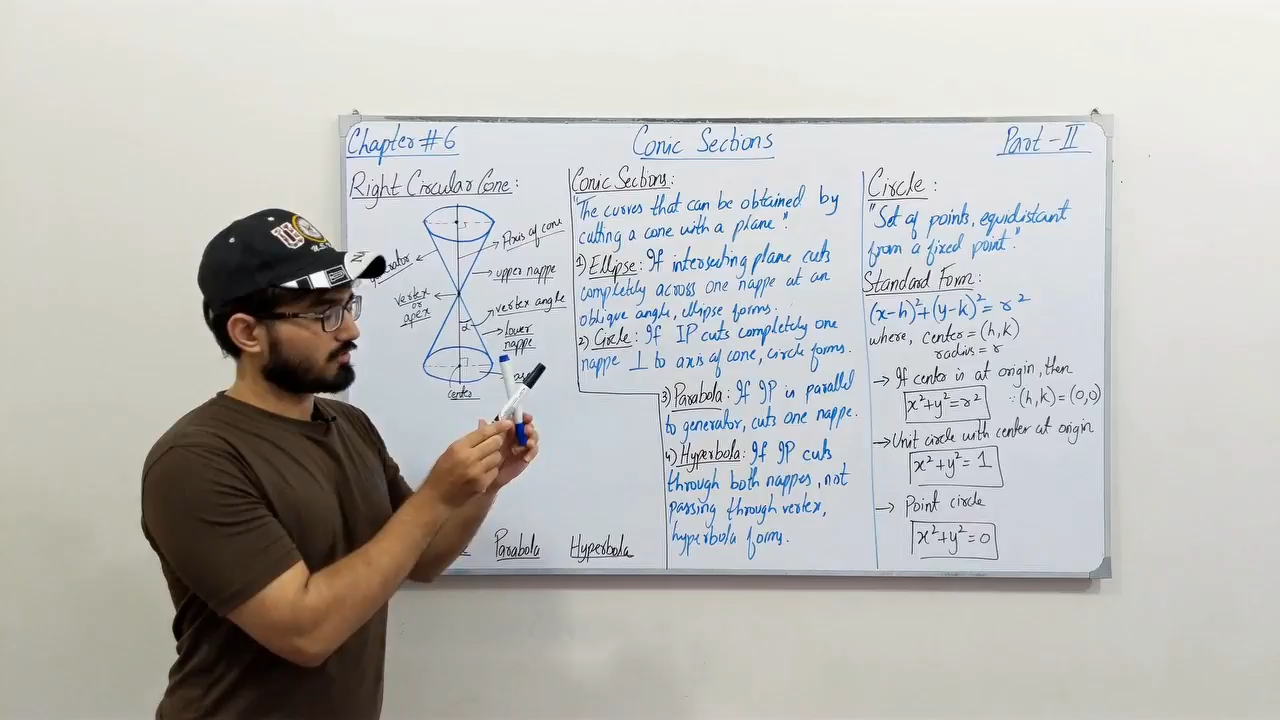 Chapter #6
Conic Sections
Part - II
Right Circular Cone:
Axis of cone
upper nappe
vertex
or
apex
vertex angle
α
lower
nappe
center
Parabola
Hyperbola
Conic Sections:
"The curves that can be obtained by
cutting a cone with a plane."
1) Ellipse: If intersecting plane cuts
completely across one nappe at an
oblique angle, ellipse forms.
2) Circle: If IP cuts completely one
nappe ⊥ to axis of cone, circle forms.
3) Parabola: If IP is parallel
to generator, cuts one nappe.
4) Hyperbola: If IP cuts
through both nappes, not
passing through vertex,
hyperbola forms.
Circle:
"Set of points, equidistant
from a fixed point."
Standard Form:
(x-h)²+(y-k)² = r²
where, center = (h,k)
radius = r
→ If center is at origin, then
x²+y²=r² ∵ (h,k)=(0,0)
→ Unit circle with center at origin
x²+y² = 1
→ Point circle
x²+y² = 0